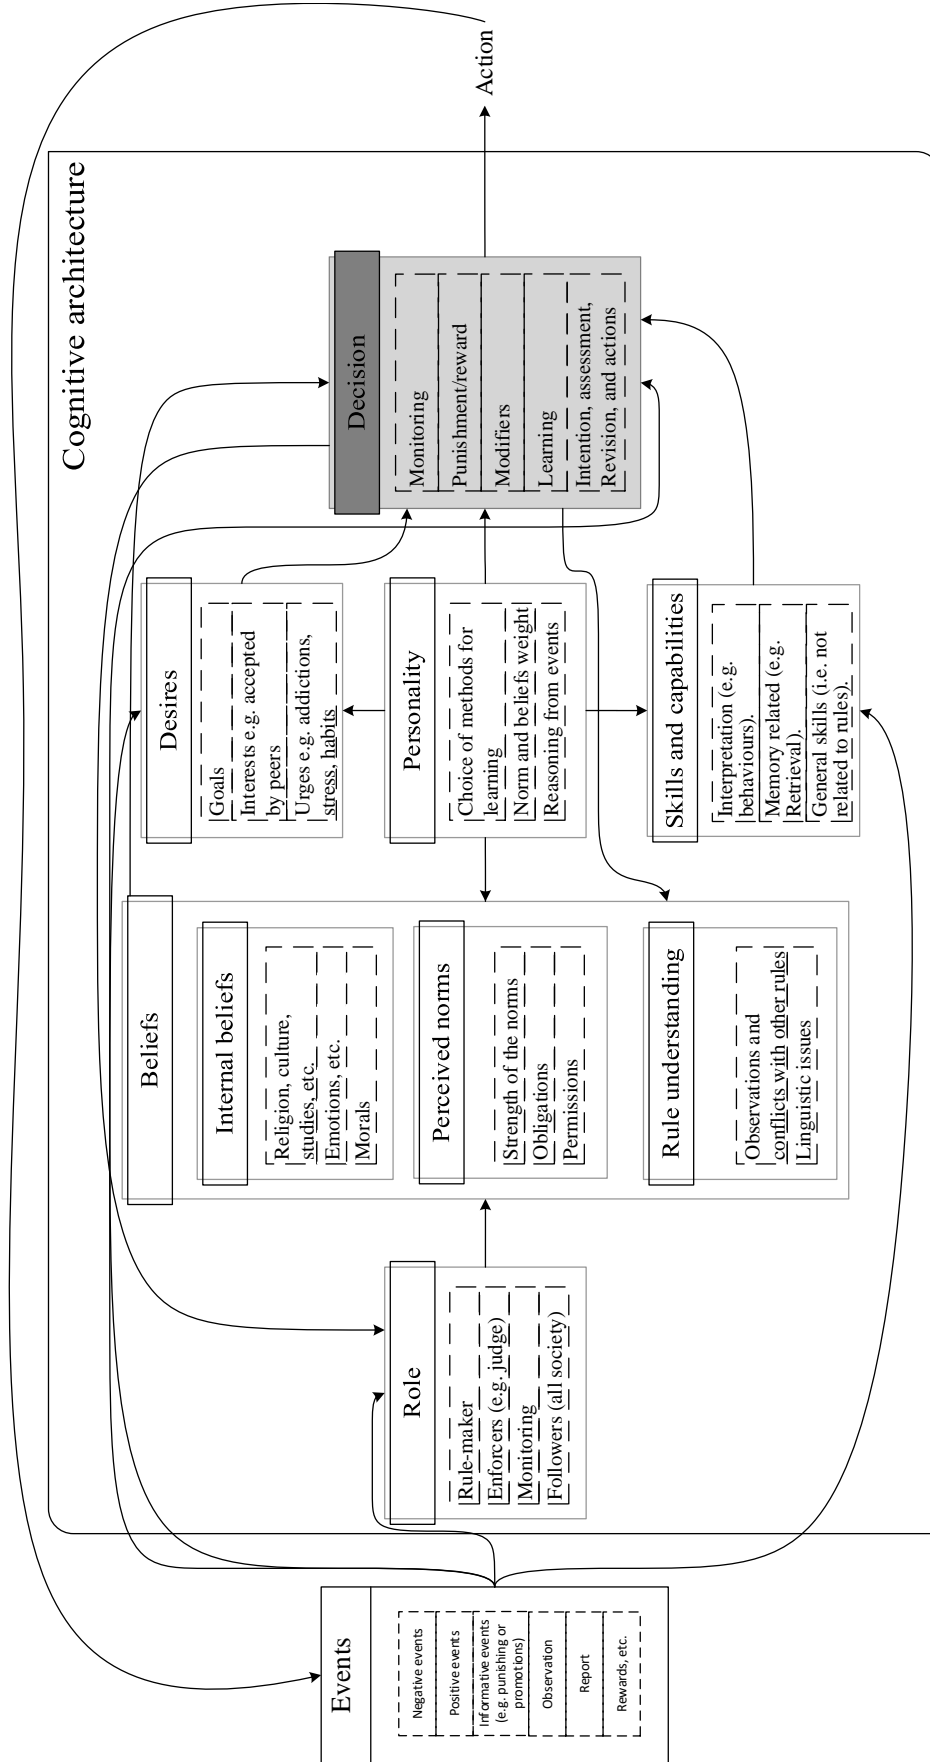 Cognitive architecture
Events
Negative events
Positive events
Informative events
(e.g. punishing or
promotions)
Observation
Report
Rewards, etc.
Role
Rule-maker
Enforcers (e.g. judge)
Monitoring
Followers (all society)
Beliefs
Internal beliefs
Religion, culture,
studies, etc.
Emotions, etc.
Morals
Perceived norms
Strength of the norms
Obligations
Permissions
Rule understanding
Observations and
conflicts with other rules
Linguistic issues
Desires
Goals
Interests e.g. accepted
by peers
Urges e.g. addictions,
stress, habits
Personality
Choice of methods for
learning
Norm and beliefs weight
Reasoning from events
Skills and capabilities
Interpretation (e.g.
behaviours).
Memory related (e.g.
Retrieval).
General skills (i.e. not
related to rules).
Decision
Monitoring
Punishment/reward
Modifiers
Learning
Intention, assessment,
Revision, and actions
Action